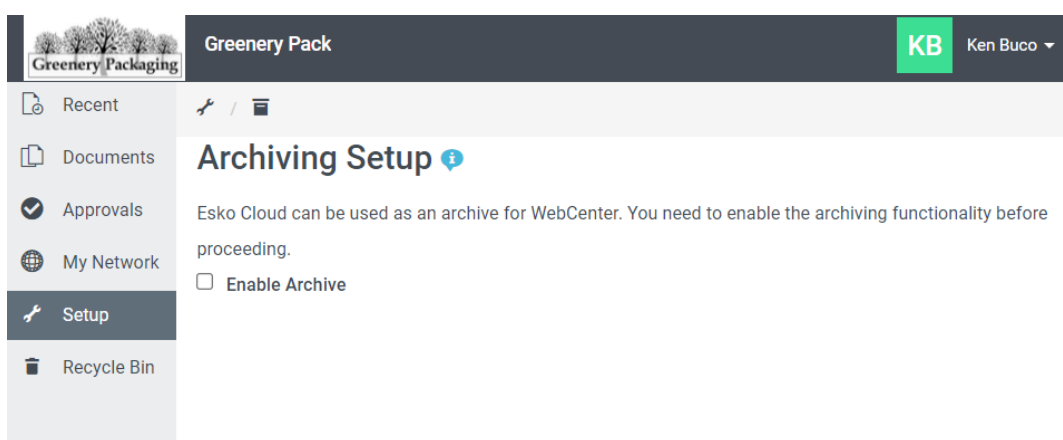 Greenery Packaging
Greenery Pack
KB
Ken Buco
Recent
Documents
Approvals
My Network
Setup
Recycle Bin
/
Archiving Setup
Esko Cloud can be used as an archive for WebCenter. You need to enable the archiving functionality before
proceeding.
Enable Archive